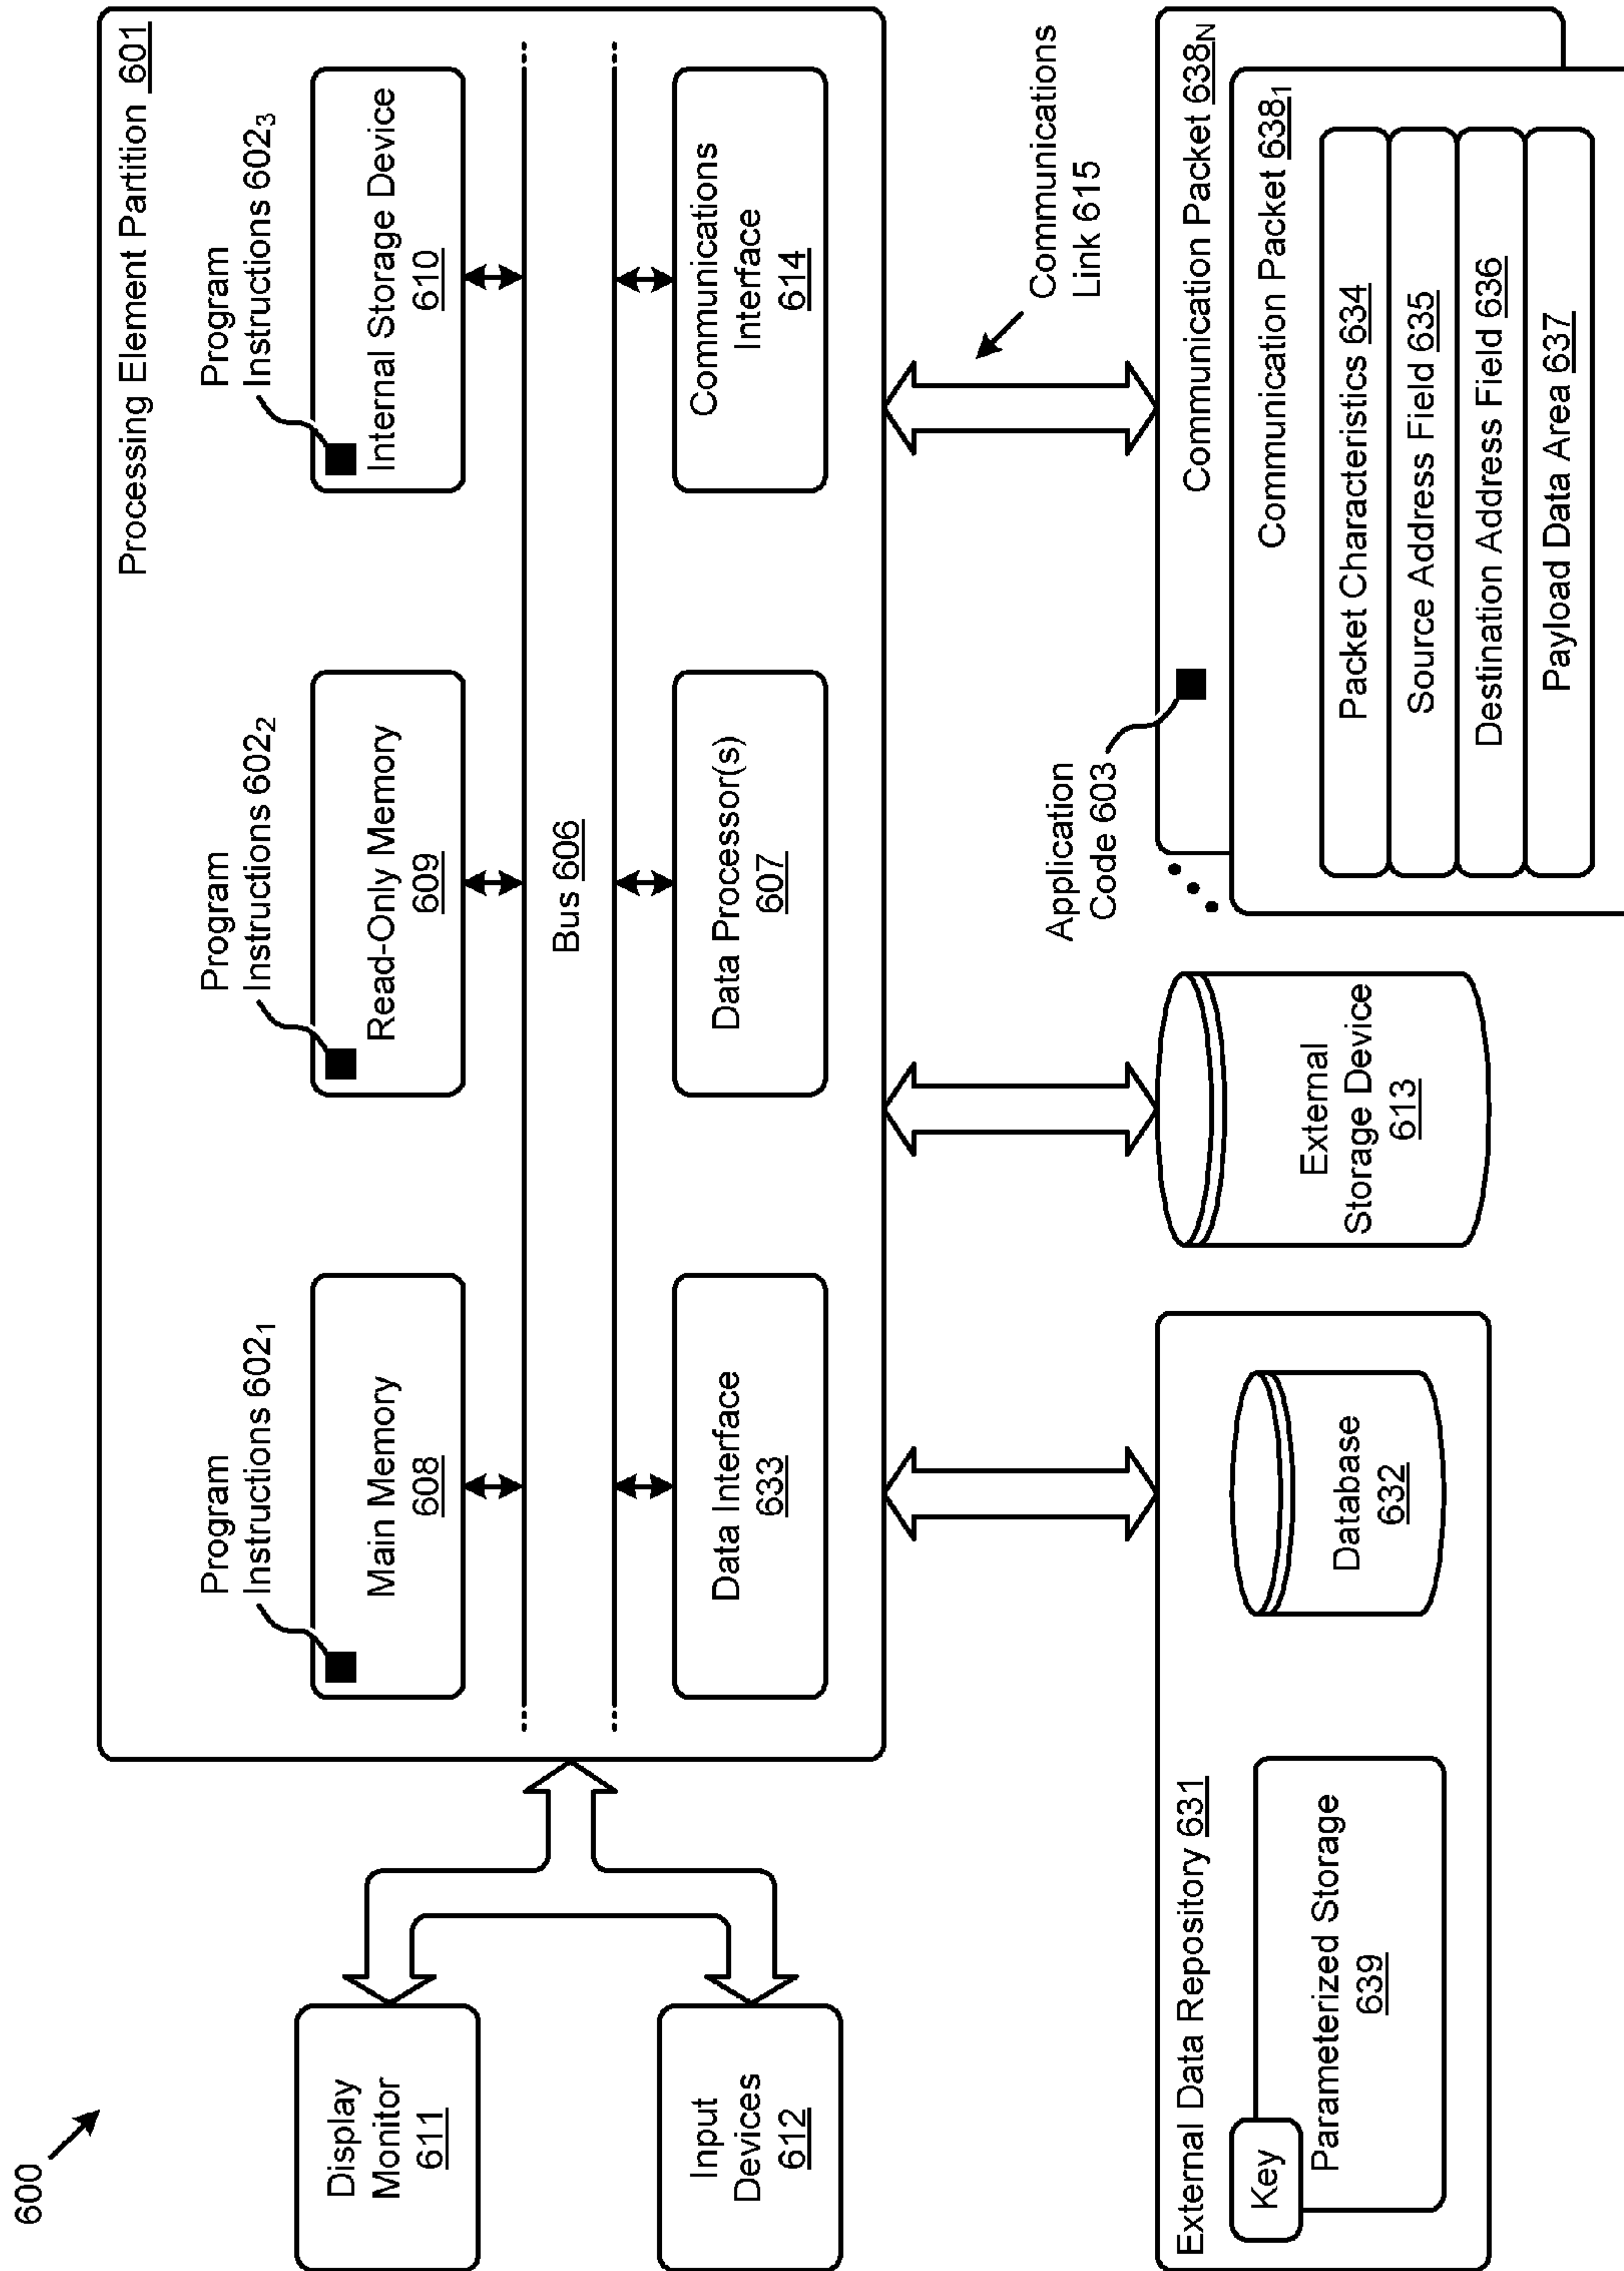 600
Processing Element Partition 601
Program
Instructions 602₁
Program
Instructions 602₂
Program
Instructions 602₃
Display
Monitor
611
Main Memory
608
Read-Only Memory
609
Internal Storage Device
610
Bus 606
Input
Devices
612
Data Interface
633
Data Processor(s)
607
Communications
Interface
614
Communications
Link 615
Application
Code 603
External Data Repository 631
Key
Parameterized Storage
639
Database
632
External
Storage Device
613
Communication Packet 638N
Communication Packet 638₁
Packet Characteristics 634
Source Address Field 635
Destination Address Field 636
Payload Data Area 637